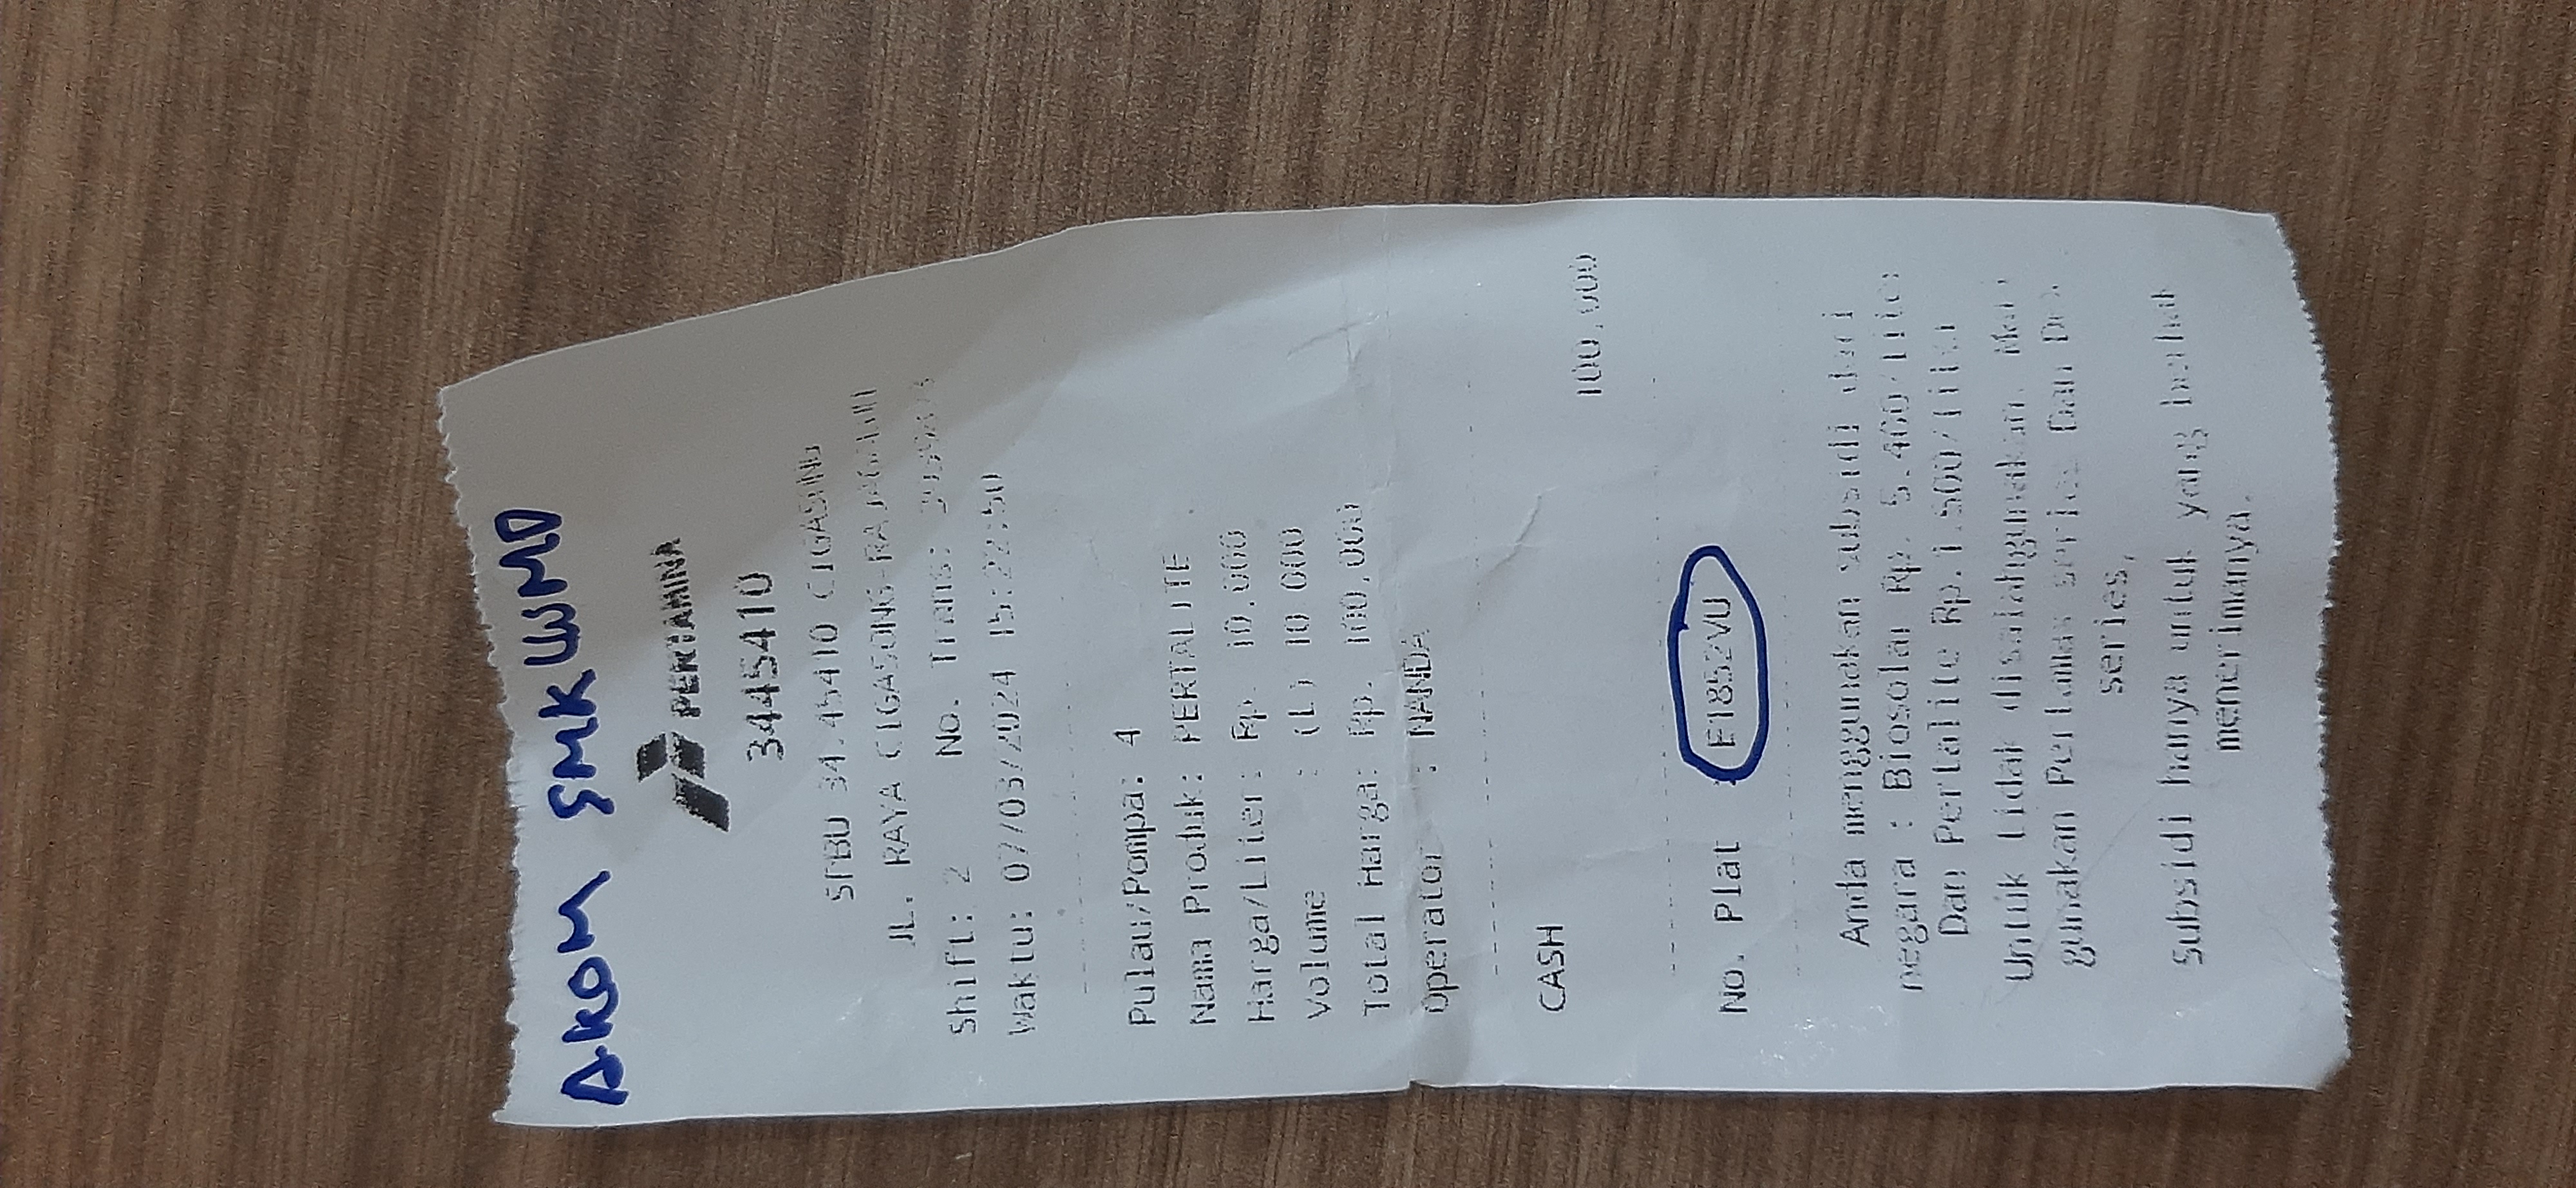 AKOM SMK UWMD
PERTAMINA
3445410
SPBU 34.45410 CIGASONG
JL. RAYA CIGASONG-RAJAGALUH
Shift: 2 No. Trans:
Waktu: 07/03/2024 15:22:50
Pulau/Pompa: 4
Nama Produk: PERTALITE
Harga/Liter: Rp. 10,000
Volume : (L) 10.000
Total Harga: Rp. 100,000
Operator : NANDA
CASH
100,000
No. Plat : E1852VU
Anda menggunakan subsidi dari
negara : Biosolar Rp. 5.400/liter
Dan Pertalite Rp.1.500/liter
Untuk tidak disalahgunakan. Mari
gunakan Pertamax series Dan Dex
series,
Subsidi hanya untuk yang berhak
menerimanya.